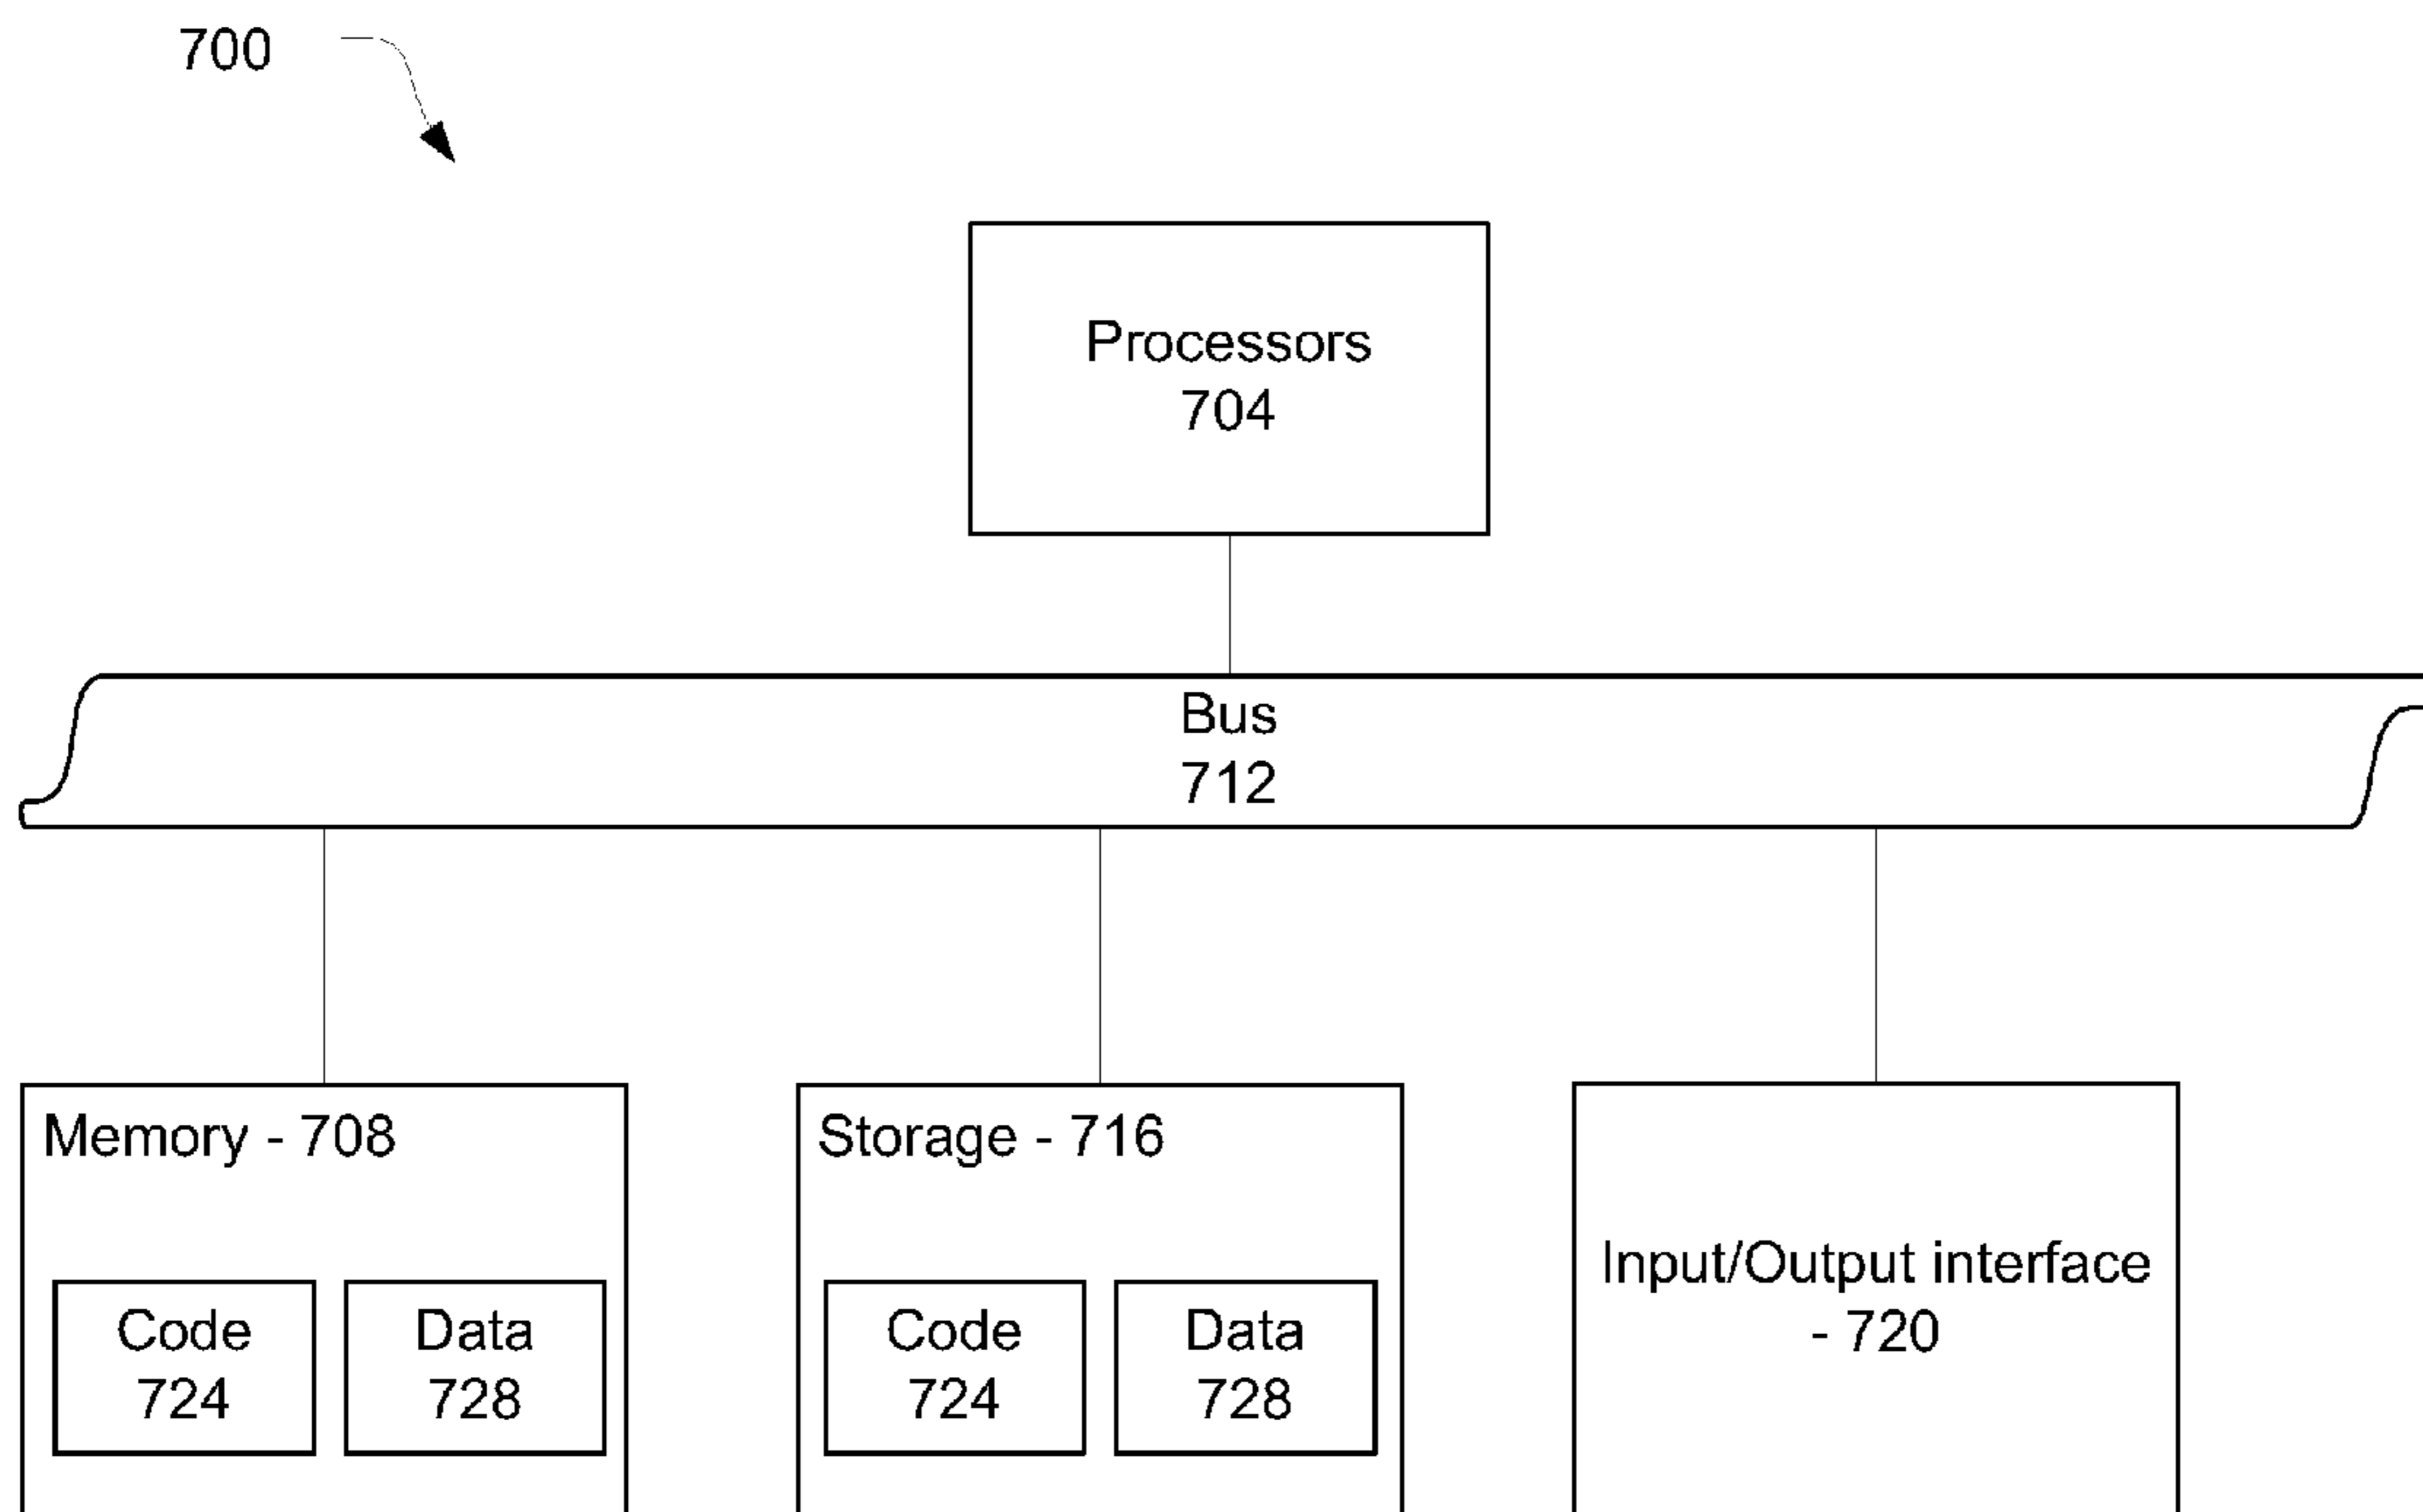 700
Processors
704
Bus
712
Memory - 708
Code
724
Data
728
Storage - 716
Code
724
Data
728
Input/Output interface
- 720